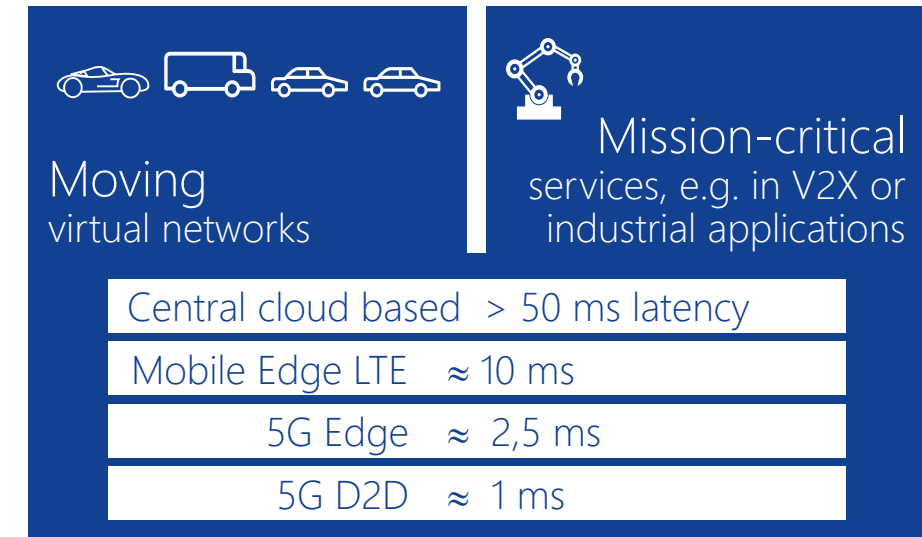 Moving
virtual networks
Mission-critical
services, e.g. in V2X or
industrial applications
Central cloud based > 50 ms latency
Mobile Edge LTE ≈ 10 ms
5G Edge ≈ 2,5 ms
5G D2D ≈ 1 ms